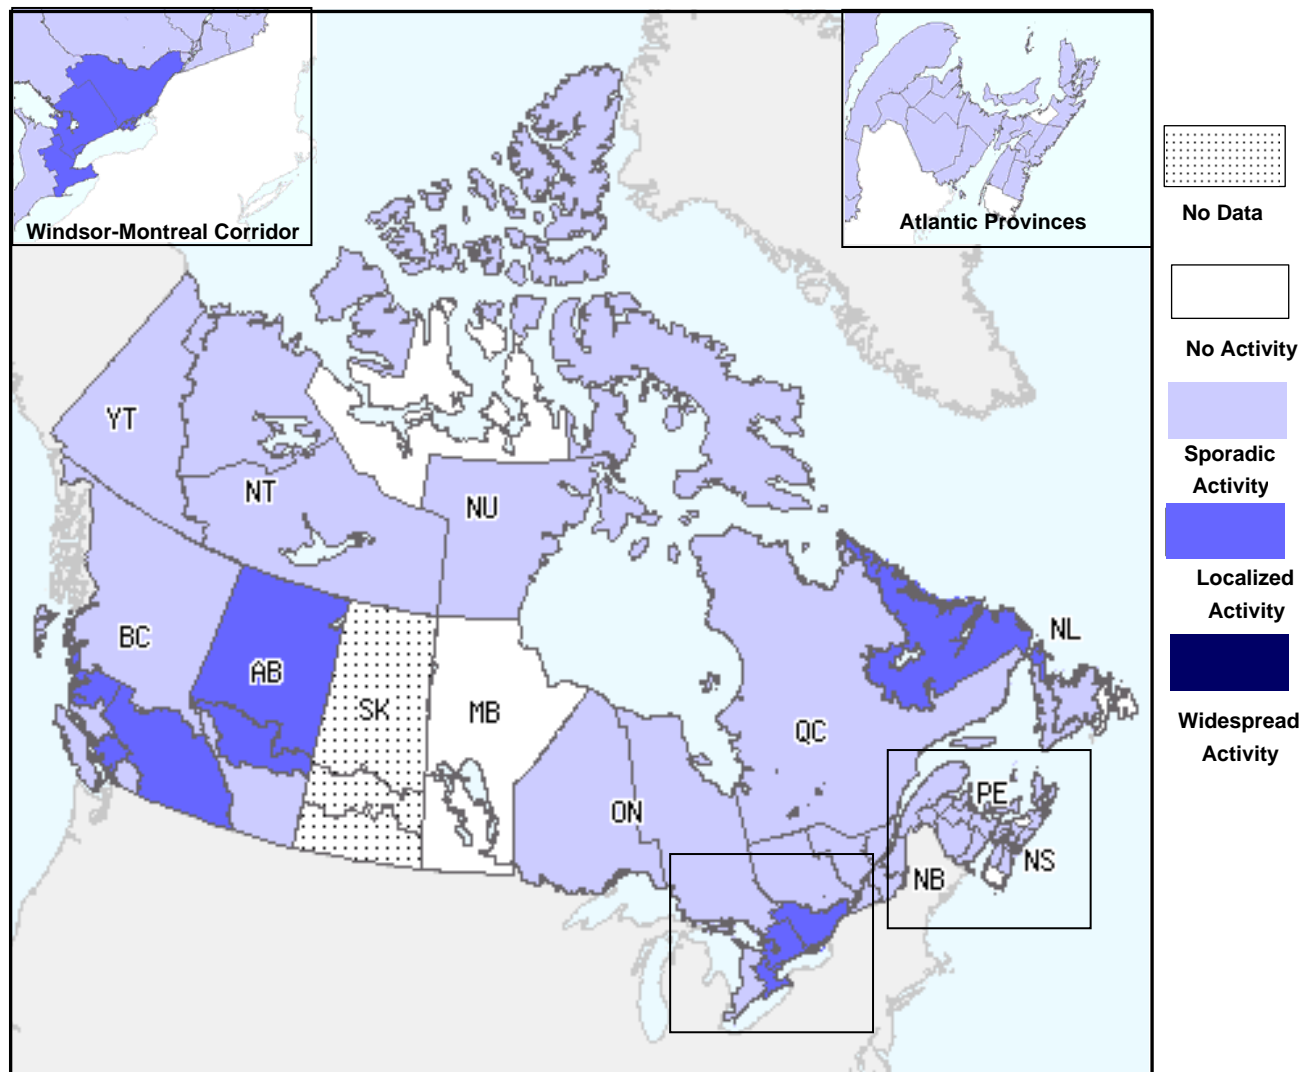 Windsor-Montreal Corridor
Atlantic Provinces
No Data
No Activity
Sporadic
Activity
Localized
Activity
Widespread
Activity
YT
NT
NU
BC
AB
SK
MB
ON
QC
NL
PE
NB
NS